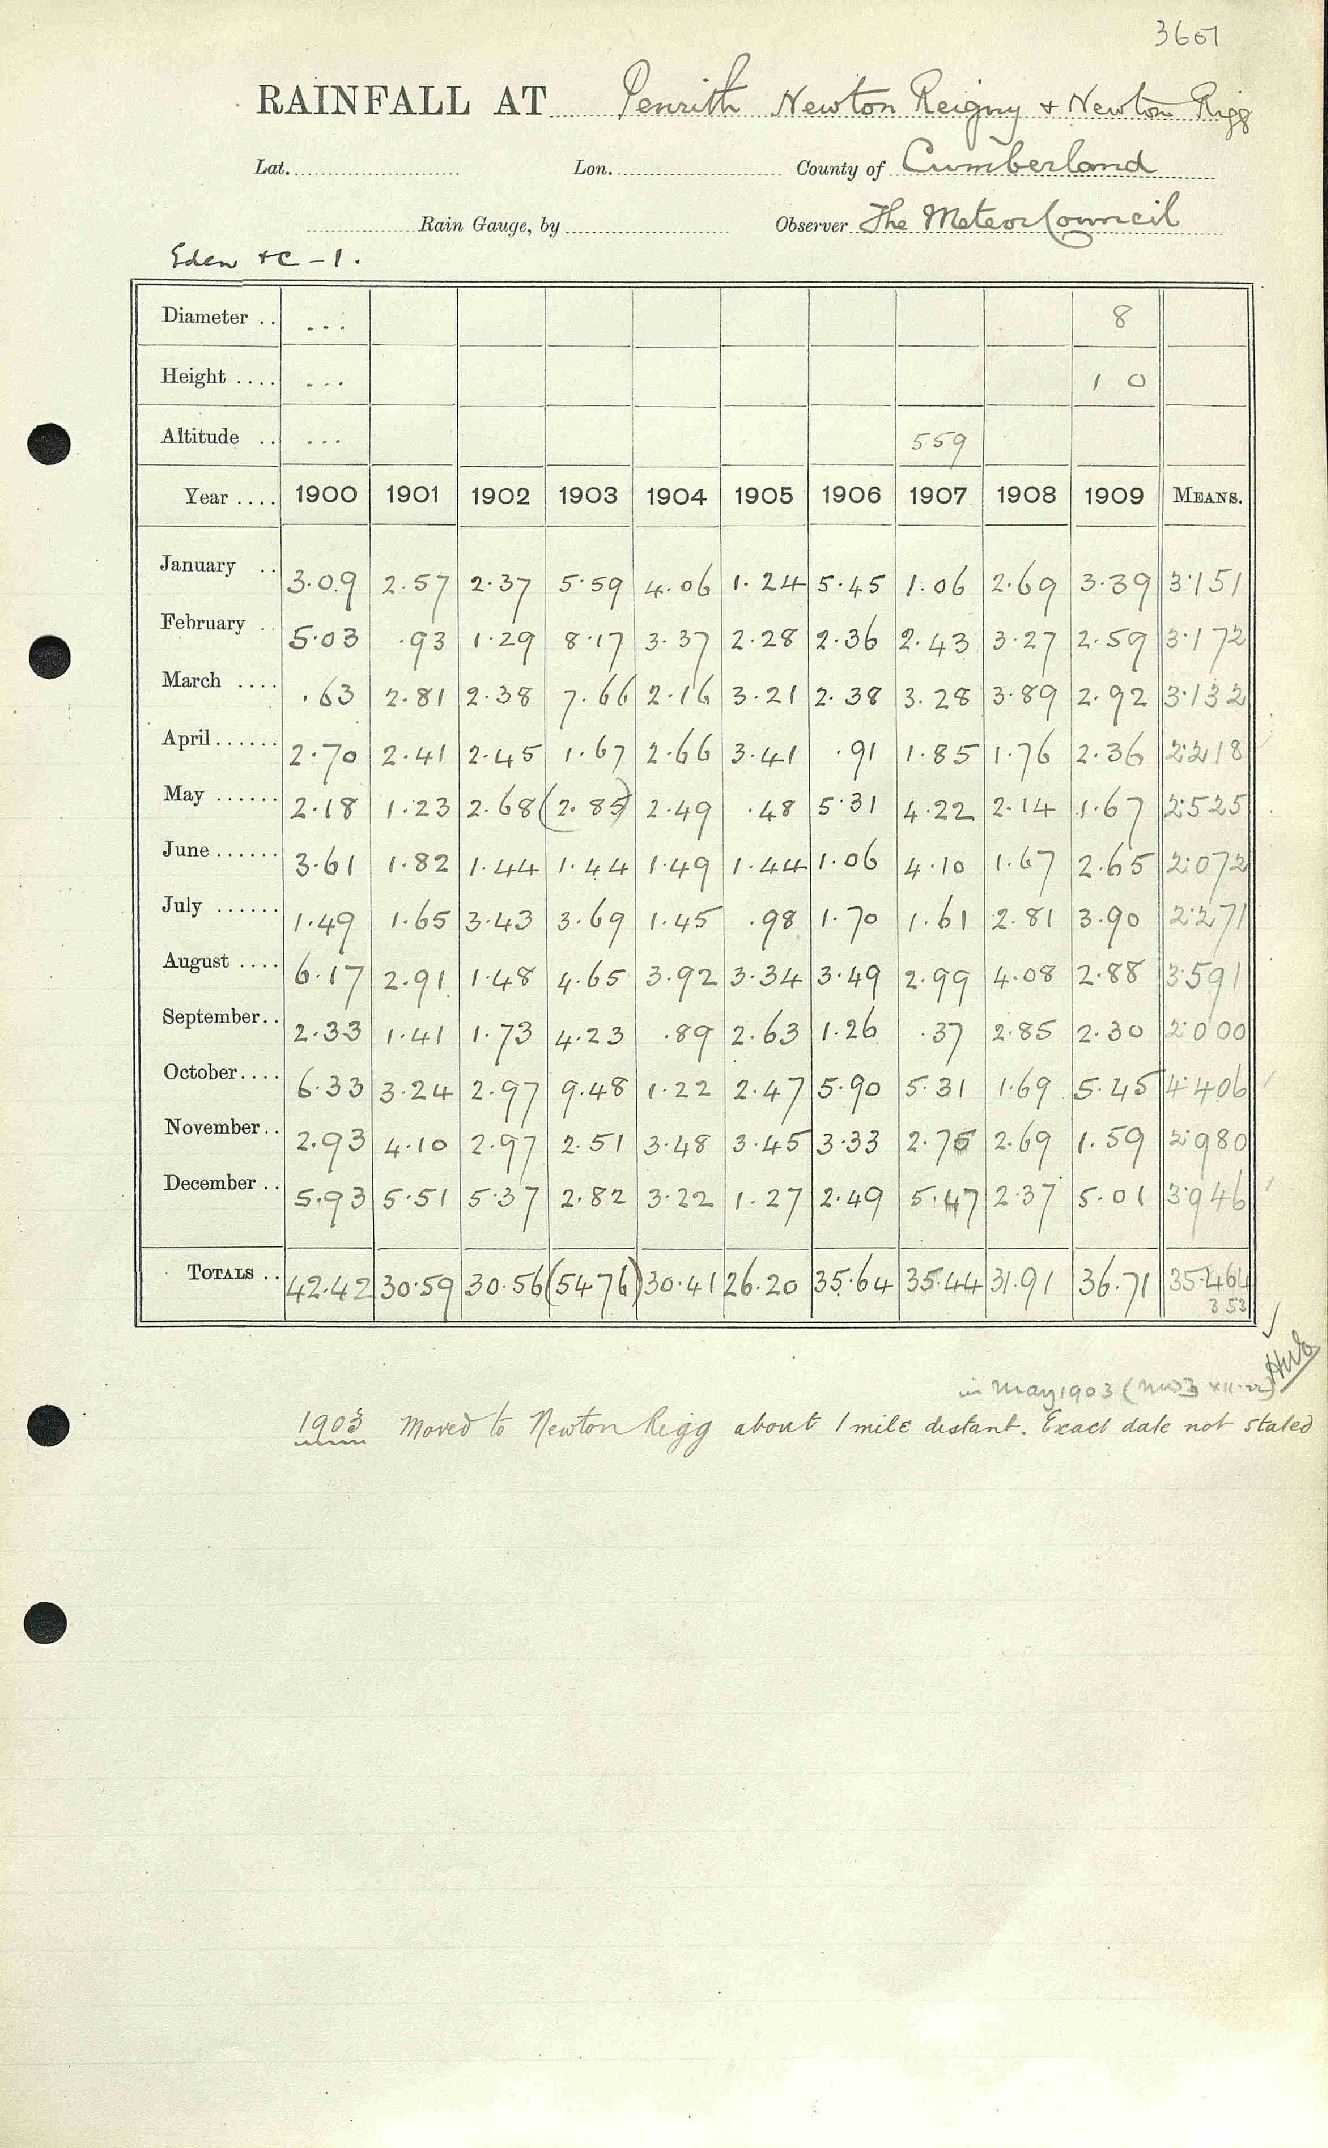 3601
RAINFALL AT Penrith Newton Reigny & Newton Rigg
Lat. Lon. County of Cumberland
Rain Gauge, by Observer The Meteor Council
Eden &c - 1.
Diameter .. ... 8
Height .... ... 1 0
Altitude .. ... 559
Year .... 1900 1901 1902 1903 1904 1905 1906 1907 1908 1909 MEANS.
January .. 3.09 2.57 2.37 5.59 4.06 1.24 5.45 1.06 2.69 3.39 3.151
February .. 5.03 .93 1.29 8.17 3.37 2.28 2.36 2.43 3.27 2.59 3.172
March .... .63 2.81 2.38 7.66 2.16 3.21 2.38 3.28 3.89 2.92 3.132
April...... 2.70 2.41 2.45 1.67 2.66 3.41 .91 1.85 1.76 2.36 2.218
May ...... 2.18 1.23 2.68 (2.85) 2.49 .48 5.31 4.22 2.14 1.67 2.525
June...... 3.61 1.82 1.44 1.44 1.49 1.44 1.06 4.10 1.67 2.65 2.072
July ...... 1.49 1.65 3.43 3.69 1.45 .98 1.70 1.61 2.81 3.90 2.271
August .... 6.17 2.91 1.48 4.65 3.92 3.34 3.49 2.99 4.08 2.88 3.591
September.. 2.33 1.41 1.73 4.23 .89 2.63 1.26 .37 2.85 2.30 2.000
October.... 6.33 3.24 2.97 9.48 1.22 2.47 5.90 5.31 1.69 5.45 4.406
November.. 2.93 4.10 2.97 2.51 3.48 3.45 3.33 2.75 2.69 1.59 2.980
December .. 5.93 5.51 5.37 2.82 3.22 1.27 2.49 5.47 2.37 5.01 3.946
TOTALS .. 42.42 30.59 30.56 (54 76) 30.41 26.20 35.64 35.44 31.91 36.71 35.464
353
in May 1903
1903 Moved to Newton Rigg about 1 mile distant. Exact date not stated